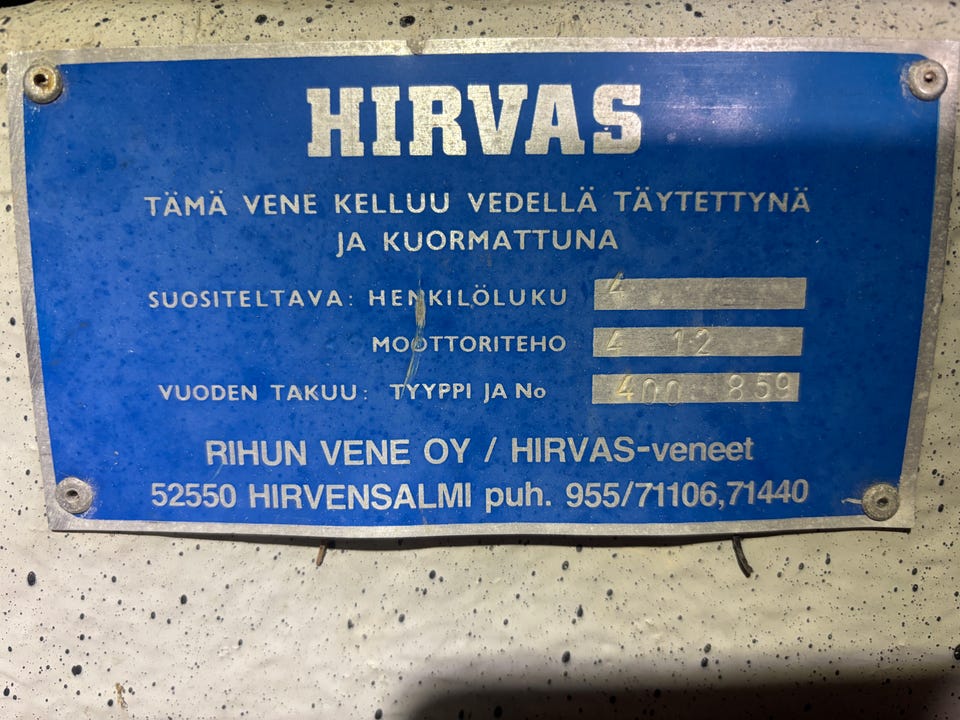 HIRVAS
TÄMÄ VENE KELLUU VEDELLÄ TÄYTETTYNÄ
JA KUORMATTUNA
SUOSITELTAVA: HENKILÖLUKU 4
MOOTTORITEHO 4 12
VUODEN TAKUU: TYYPPI JA No 400 859
RIHUN VENE OY / HIRVAS-veneet
52550 HIRVENSALMI puh. 955/71106,71440